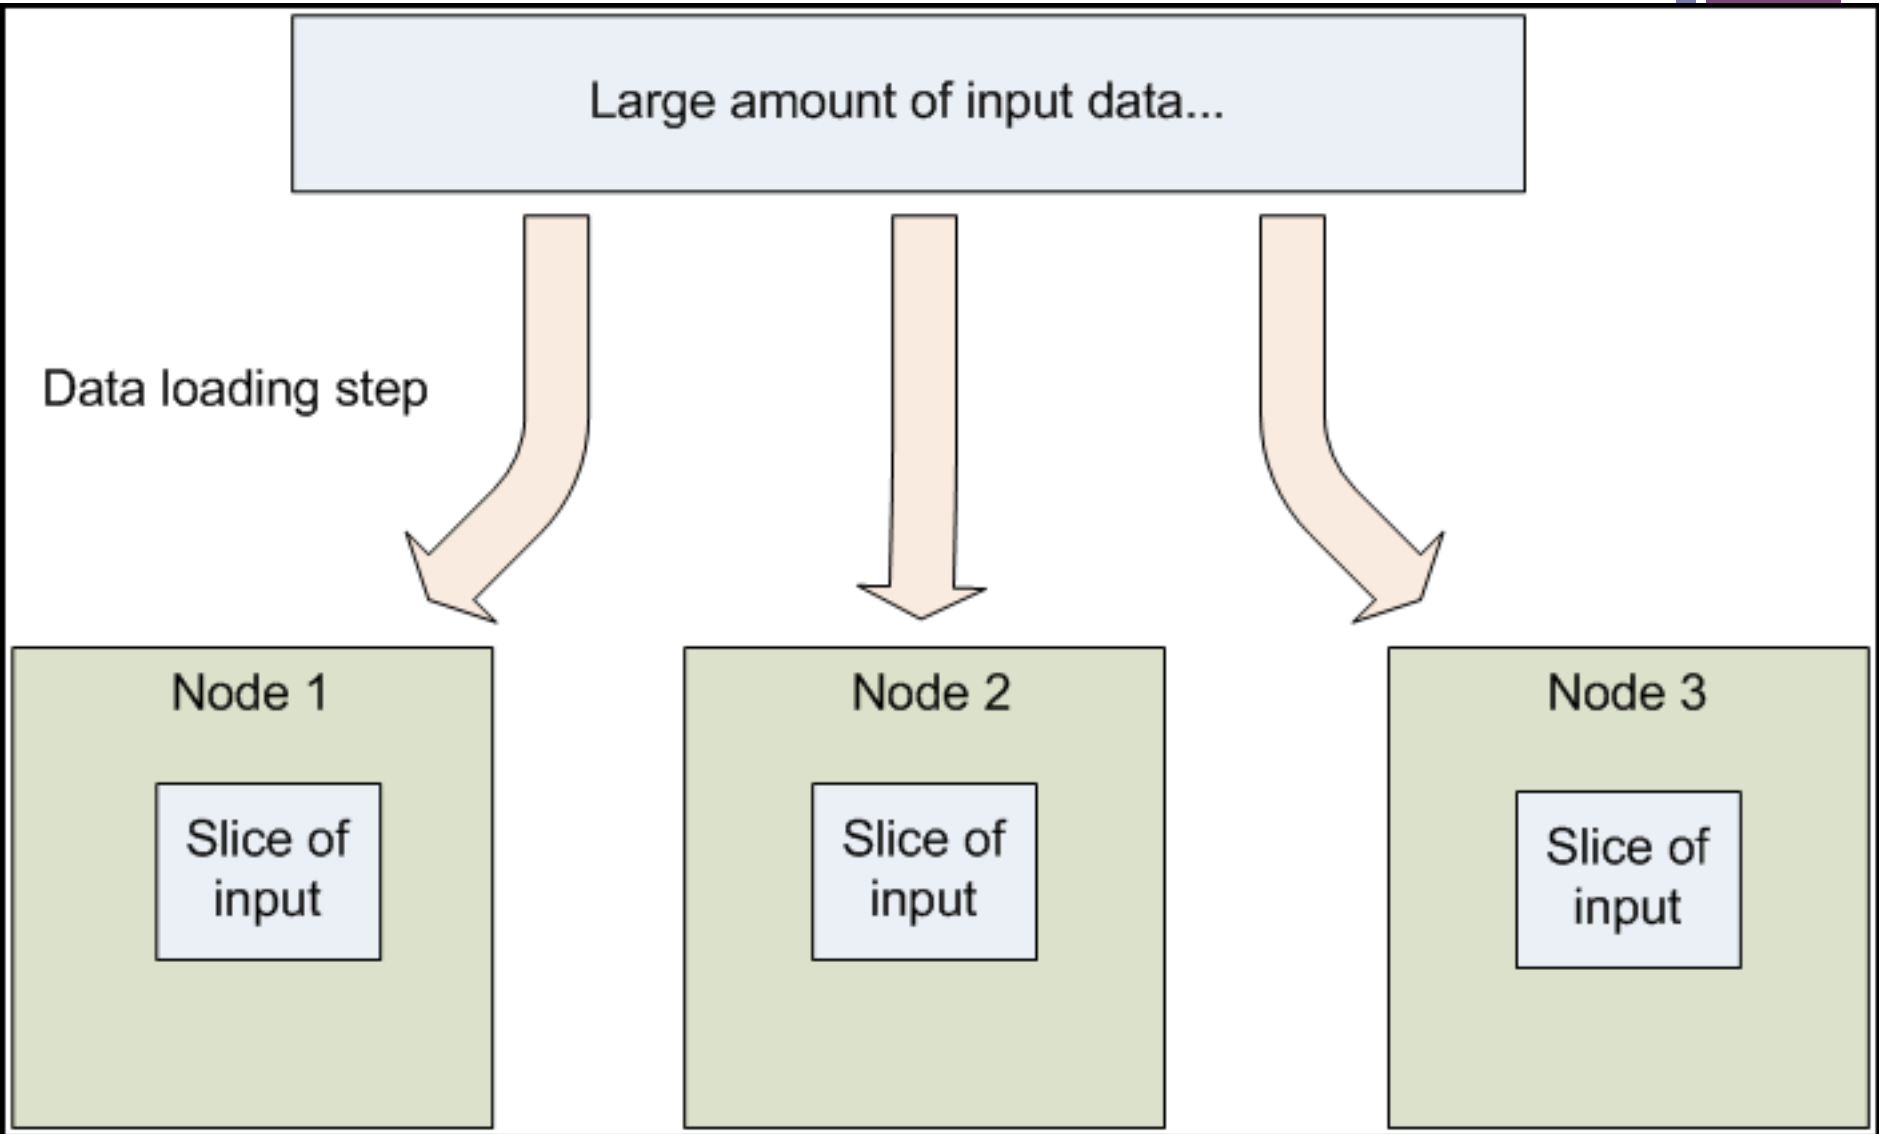 Large amount of input data...
Data loading step
Node 1
Node 2
Node 3
Slice of
input
Slice of
input
Slice of
input